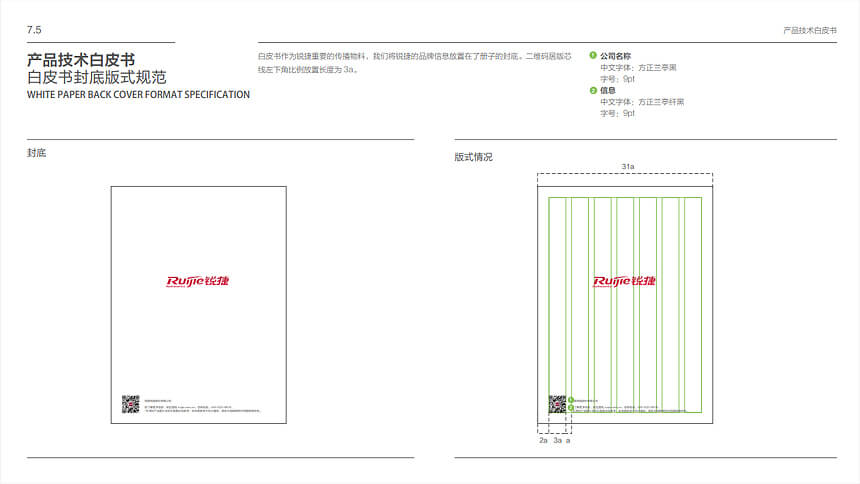 7.5
产品技术白皮书
产品技术白皮书
白皮书封底版式规范
WHITE PAPER BACK COVER FORMAT SPECIFICATION
白皮书作为锐捷重要的传播物料，我们将锐捷的品牌信息放置在了册子的封底。二维码居版芯
线左下角比例放置长度为 3a。
1 公司名称
中文字体：方正兰亭黑
字号：9pt
2 信息
中文字体：方正兰亭纤黑
字号：9pt
封底
Ruijie锐捷
版式情况
31a
Ruijie锐捷
1
2
2a 3a a